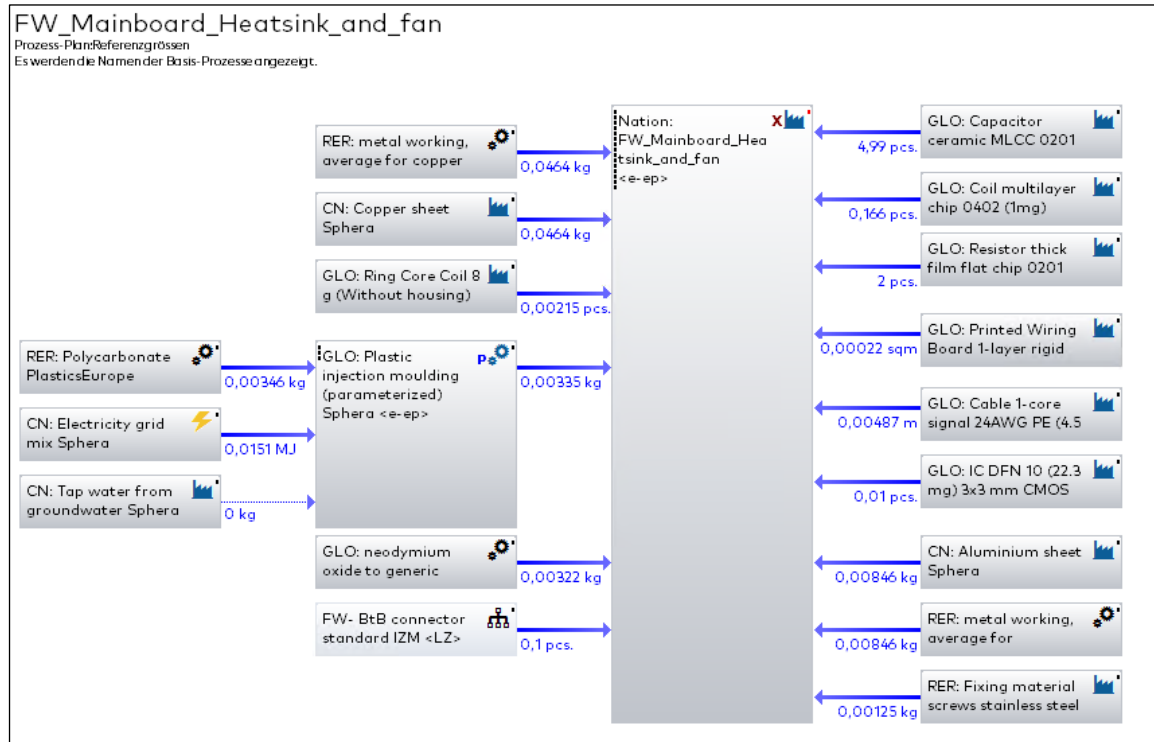 FW_Mainboard_Heatsink_and_fan
Prozess-Plan:Referenzgrössen
Es werden die Namen der Basis-Prozesse angezeigt.
RER: metal working,
average for copper
0,0464 kg
CN: Copper sheet
Sphera
0,0464 kg
GLO: Ring Core Coil 8
g (Without housing)
0,00215 pcs.
RER: Polycarbonate
PlasticsEurope
0,00346 kg
CN: Electricity grid
mix Sphera
0,0151 MJ
CN: Tap water from
groundwater Sphera
0 kg
GLO: Plastic
injection moulding
(parameterized)
Sphera <e-ep>
p
0,00335 kg
GLO: neodymium
oxide to generic
0,00322 kg
FW- BtB connector
standard IZM <LZ>
0,1 pcs.
Nation:
FW_Mainboard_Hea
tsink_and_fan
<e-ep>
X
GLO: Capacitor
ceramic MLCC 0201
4,99 pcs.
GLO: Coil multilayer
chip 0402 (1mg)
0,166 pcs.
GLO: Resistor thick
film flat chip 0201
2 pcs.
GLO: Printed Wiring
Board 1-layer rigid
0,00022 sqm
GLO: Cable 1-core
signal 24AWG PE (4.5
0,00487 m
GLO: IC DFN 10 (22.3
mg) 3x3 mm CMOS
0,01 pcs.
CN: Aluminium sheet
Sphera
0,00846 kg
RER: metal working,
average for
0,00846 kg
RER: Fixing material
screws stainless steel
0,00125 kg